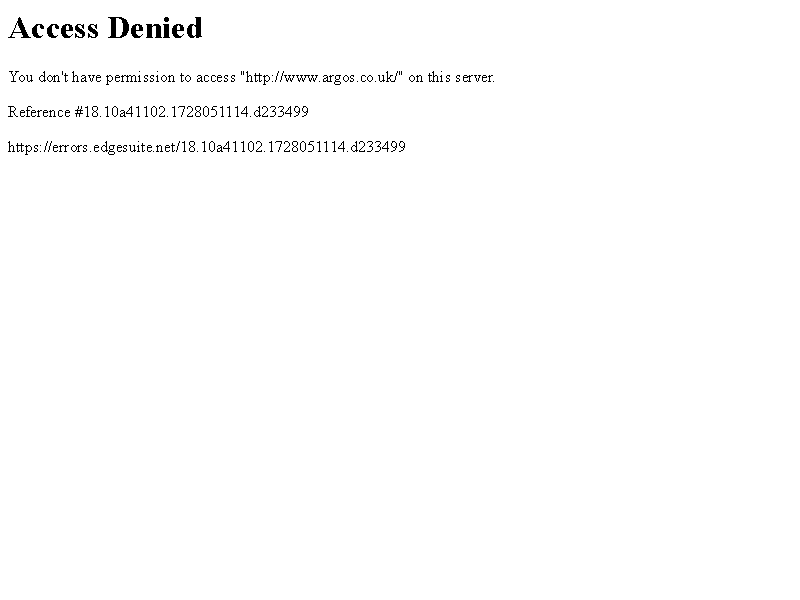 Access Denied
You don't have permission to access "http://www.argos.co.uk/" on this server.
Reference #18.10a41102.1728051114.d233499
https://errors.edgesuite.net/18.10a41102.1728051114.d233499